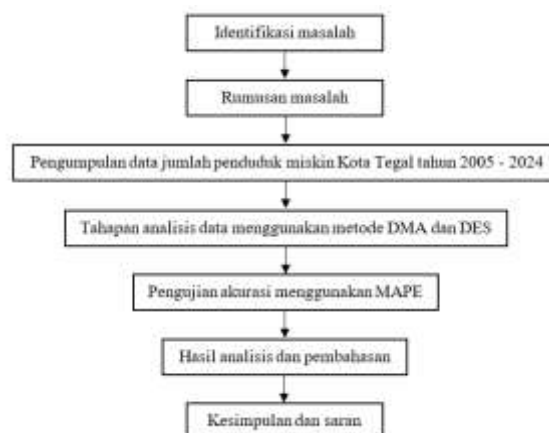 Identifikasi masalah
Rumusan masalah
Pengumpulan data jumlah penduduk miskin Kota Tegal tahun 2005 - 2024
Tahapan analisis data menggunakan metode DMA dan DES
Pengujian akurasi menggunakan MAPE
Hasil analisis dan pembahasan
Kesimpulan dan saran